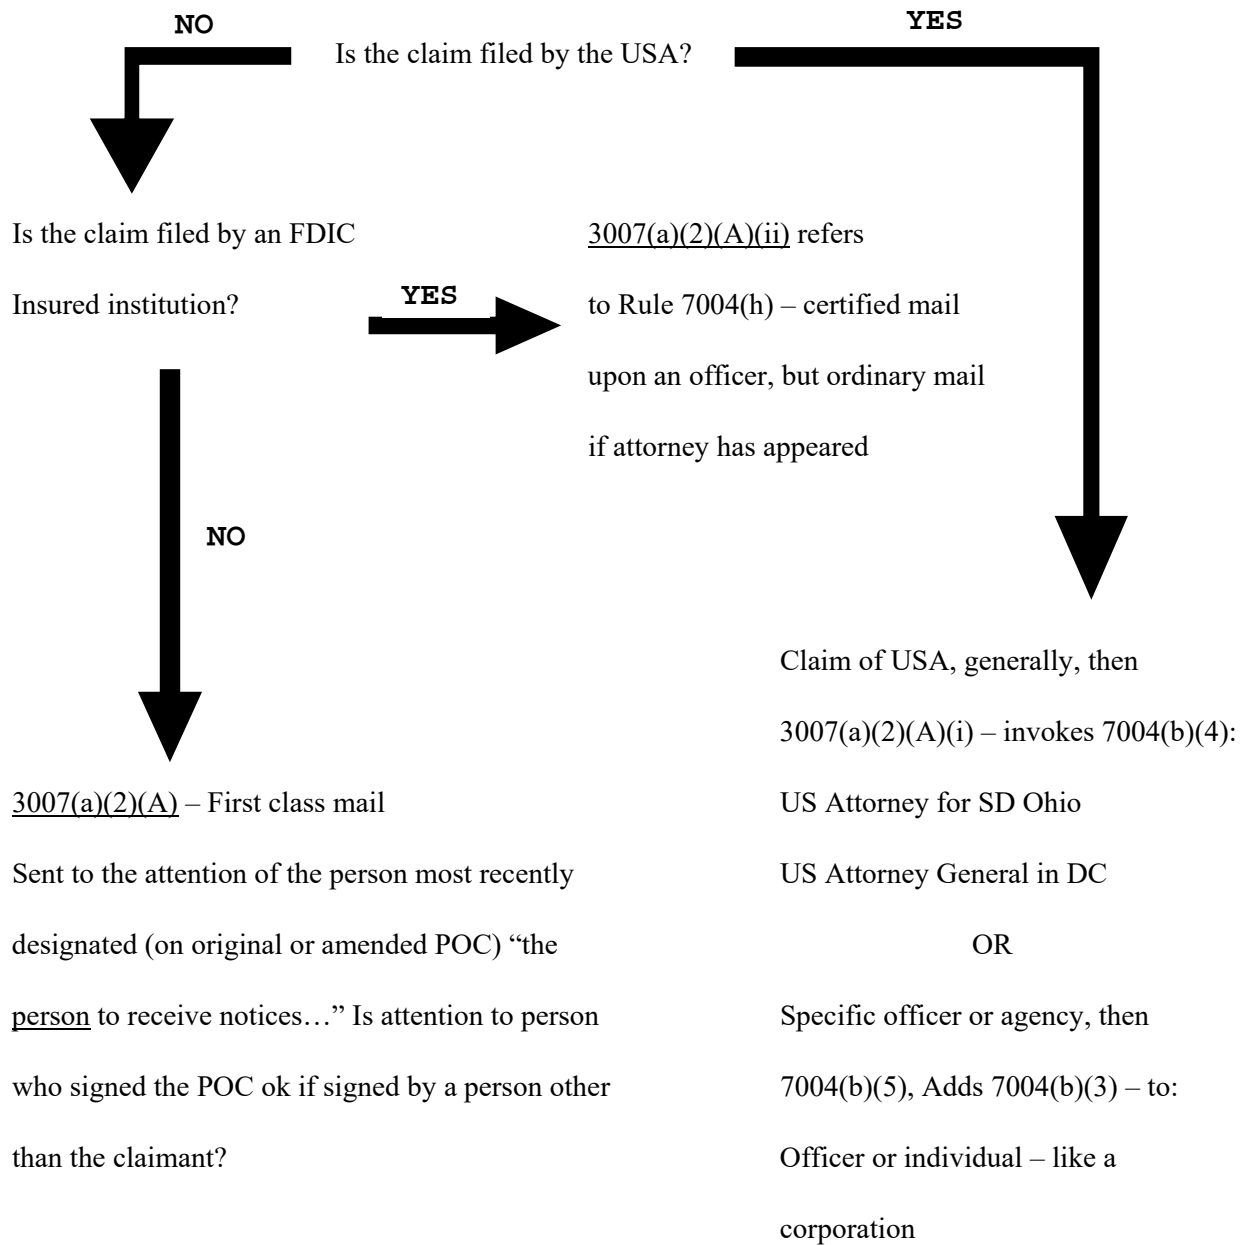 NO
YES
Is the claim filed by the USA?
Is the claim filed by an FDIC
Insured institution?
YES
3007(a)(2)(A)(ii) refers
to Rule 7004(h) – certified mail
upon an officer, but ordinary mail
if attorney has appeared
NO
3007(a)(2)(A) – First class mail
Sent to the attention of the person most recently
designated (on original or amended POC) “the
person to receive notices…” Is attention to person
who signed the POC ok if signed by a person other
than the claimant?
Claim of USA, generally, then
3007(a)(2)(A)(i) – invokes 7004(b)(4):
US Attorney for SD Ohio
US Attorney General in DC
OR
Specific officer or agency, then
7004(b)(5), Adds 7004(b)(3) – to:
Officer or individual – like a
corporation